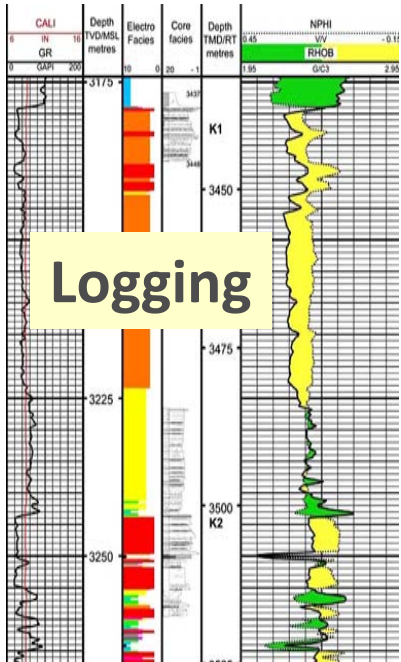 CALI
6 IN 16
GR
0 GAPI 200
Depth
TVD/MSL
metres
Electro
Facies
10 0
Core
facies
20 - 1
Depth
TMD/RT
metres
NPHI
0.45 V/V - 0.15
RHOB
1.95 G/C3 2.95
3175
3437
K1
3448
3450
Logging
3475
3225
3500
K2
3250